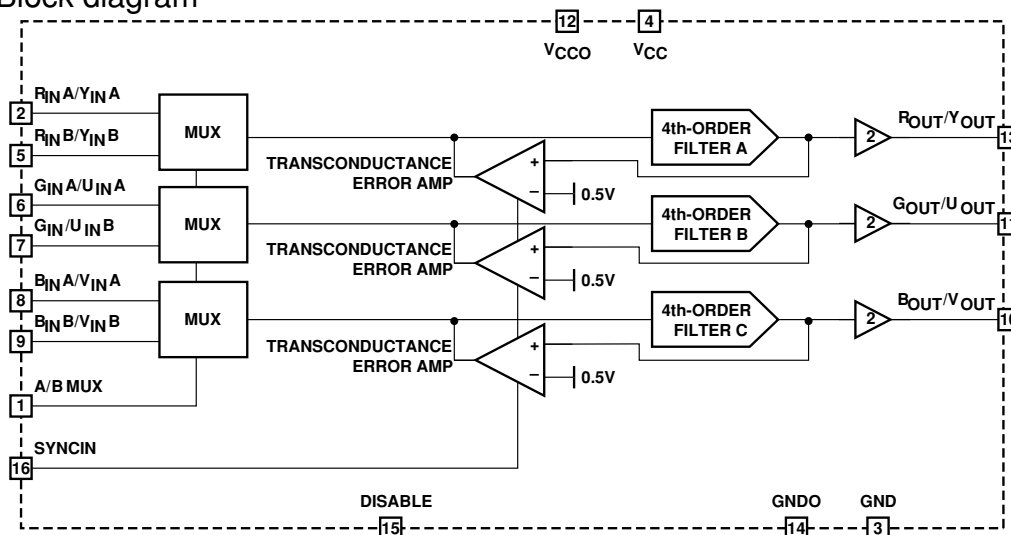 Block diagram
12
4
VCCO
VCC
RINA/YINA
2
MUX
4th-ORDER
FILTER A
2
ROUT/YOUT
13
RINB/YINB
5
TRANSCONDUCTANCE
ERROR AMP
+
−
0.5V
GINA/UINA
6
MUX
4th-ORDER
FILTER B
2
GOUT/UOUT
11
GIN/UINB
7
TRANSCONDUCTANCE
ERROR AMP
+
−
0.5V
BINA/VINA
8
MUX
4th-ORDER
FILTER C
2
BOUT/VOUT
10
BINB/VINB
9
TRANSCONDUCTANCE
ERROR AMP
+
−
0.5V
A/B MUX
1
SYNCIN
16
DISABLE
15
GNDO
14
GND
3